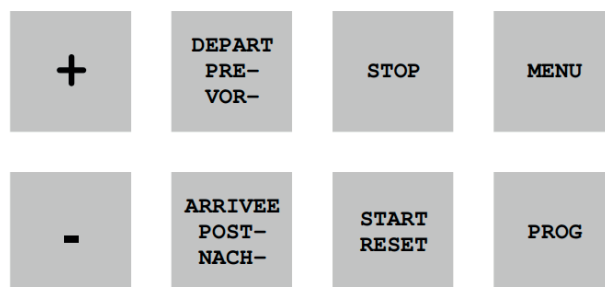 +
DEPART
PRE-
VOR-
STOP
MENU
-
ARRIVEE
POST-
NACH-
START
RESET
PROG